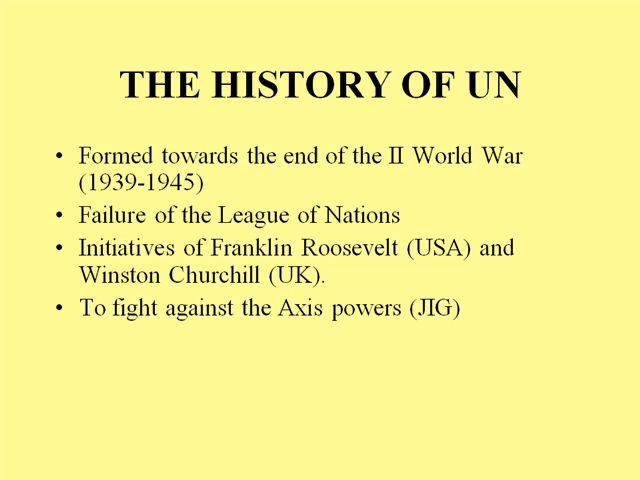 THE HISTORY OF UN
• Formed towards the end of the II World War
(1939-1945)
• Failure of the League of Nations
• Initiatives of Franklin Roosevelt (USA) and
Winston Churchill (UK).
• To fight against the Axis powers (JIG)